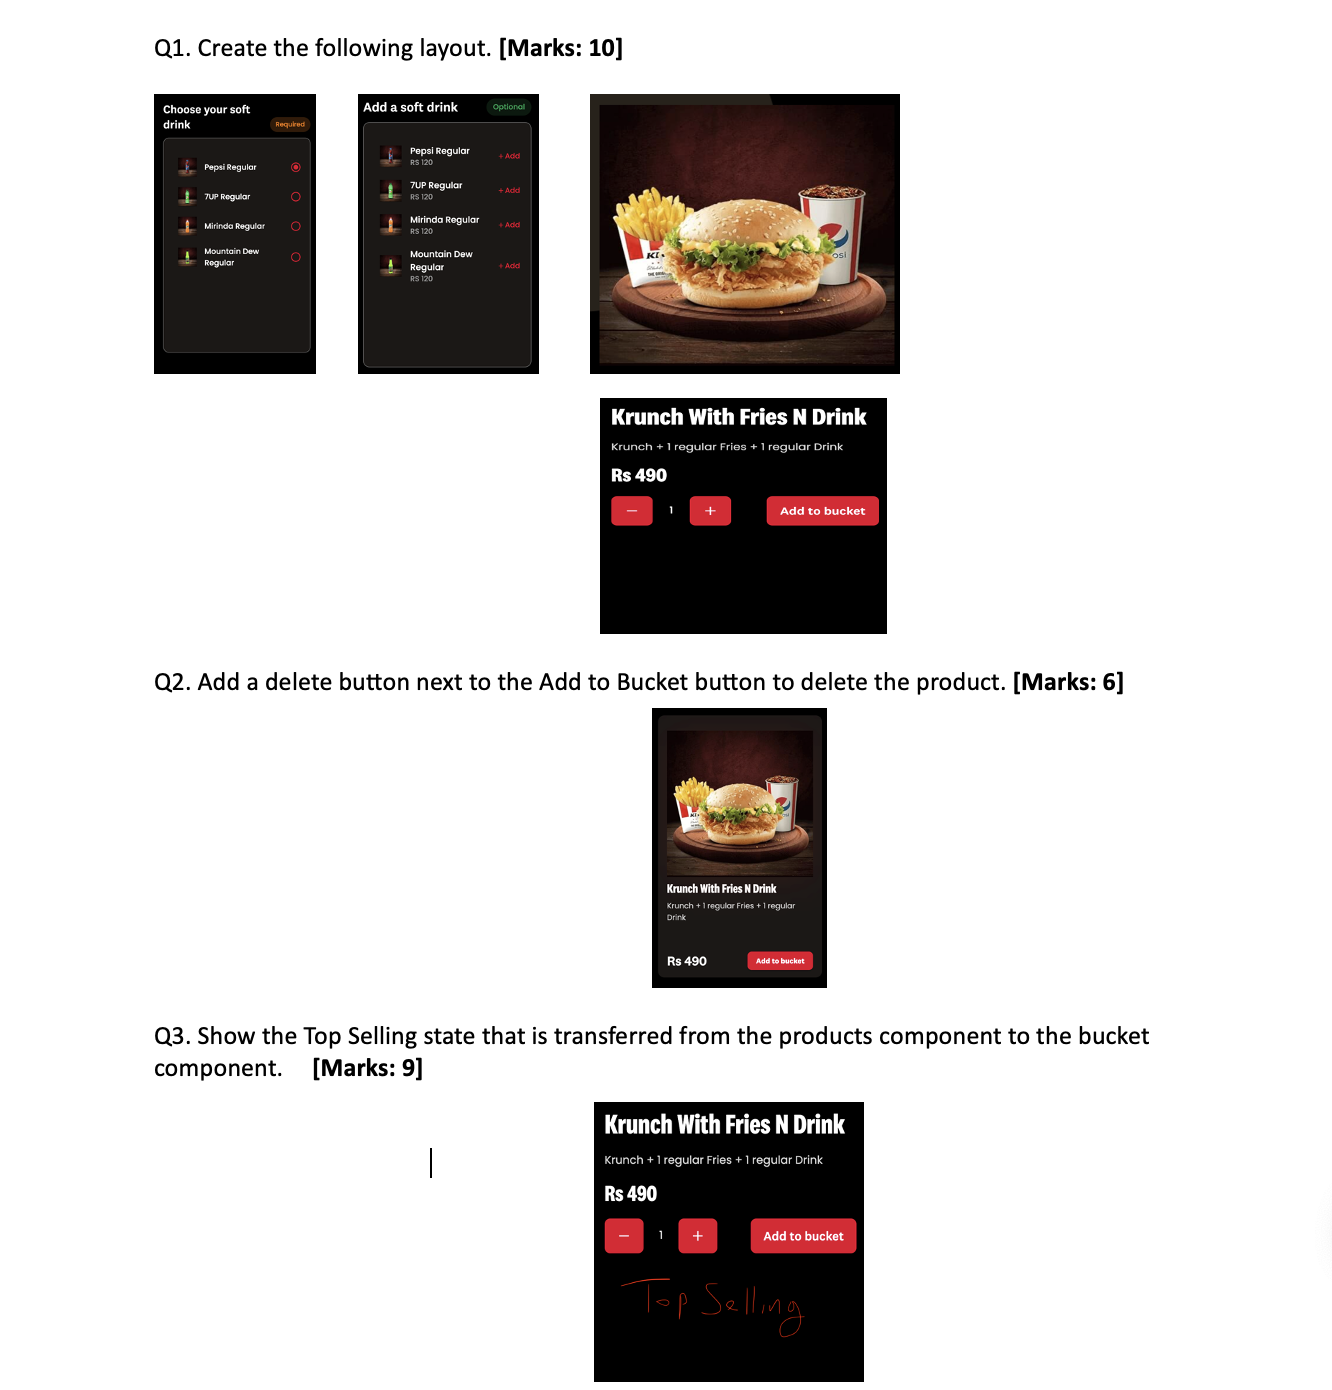 Q1. Create the following layout. [Marks: 10]
Choose your soft
drink
Required
Pepsi Regular
7UP Regular
Mirinda Regular
Mountain Dew
Regular
Add a soft drink
Optional
Pepsi Regular
RS 120
+ Add
7UP Regular
RS 120
+ Add
Mirinda Regular
RS 120
+ Add
Mountain Dew
Regular
RS 120
+ Add
Krunch With Fries N Drink
Krunch + 1 regular Fries + 1 regular Drink
Rs 490
− 1 + Add to bucket
Q2. Add a delete button next to the Add to Bucket button to delete the product. [Marks: 6]
Krunch With Fries N Drink
Krunch + 1 regular Fries + 1 regular
Drink
Rs 490 Add to bucket
Q3. Show the Top Selling state that is transferred from the products component to the bucket
component. [Marks: 9]
Krunch With Fries N Drink
Krunch + 1 regular Fries + 1 regular Drink
Rs 490
− 1 + Add to bucket
Top Selling